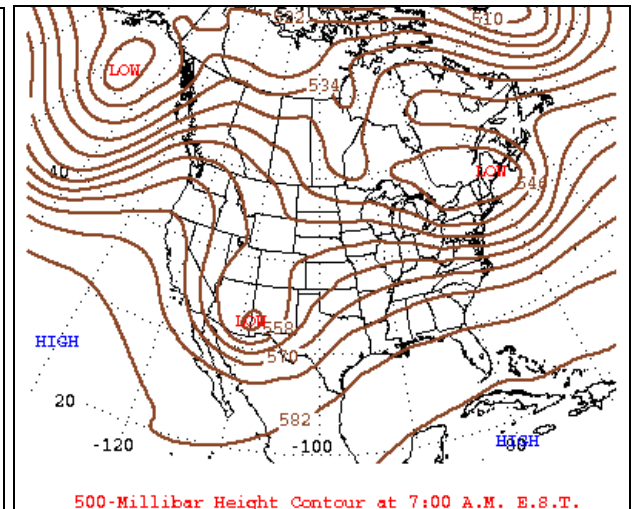 522 510
LOW
534
40 LOW 546
LOW 558
HIGH
570
20 582
-120 -100 HIGH 80
500-Millibar Height Contour at 7:00 A.M. E.S.T.